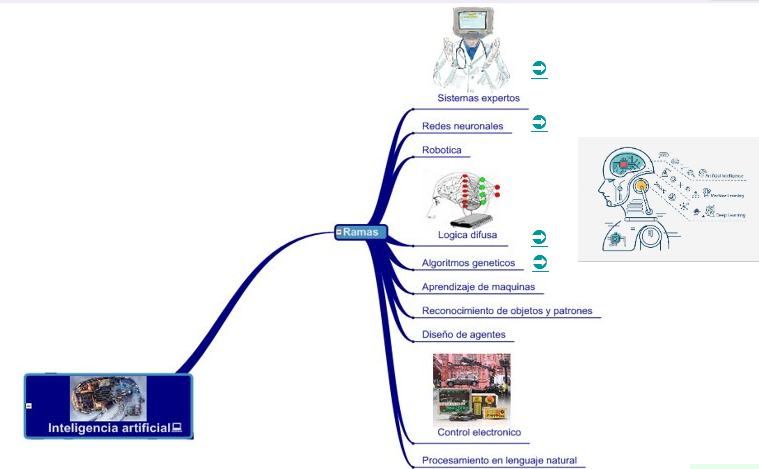 Sistemas expertos
Redes neuronales
Robotica
Artificial Intelligence
Machine Learning
Deep Learning
Ramas
Logica difusa
Algoritmos geneticos
Aprendizaje de maquinas
Reconocimiento de objetos y patrones
Diseño de agentes
Inteligencia artificial
Control electronico
Procesamiento en lenguaje natural